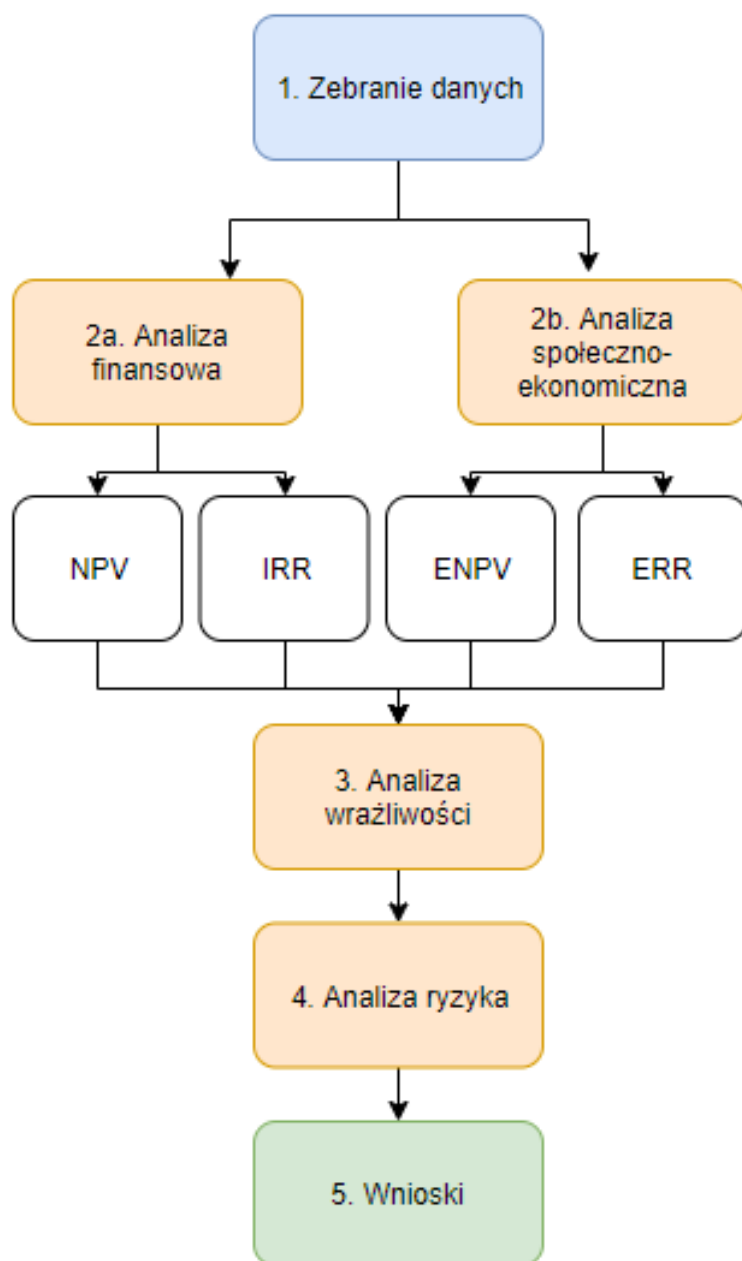 1. Zebranie danych
2a. Analiza
finansowa
2b. Analiza
społeczno-
ekonomiczna
NPV
IRR
ENPV
ERR
3. Analiza
wrażliwości
4. Analiza ryzyka
5. Wnioski